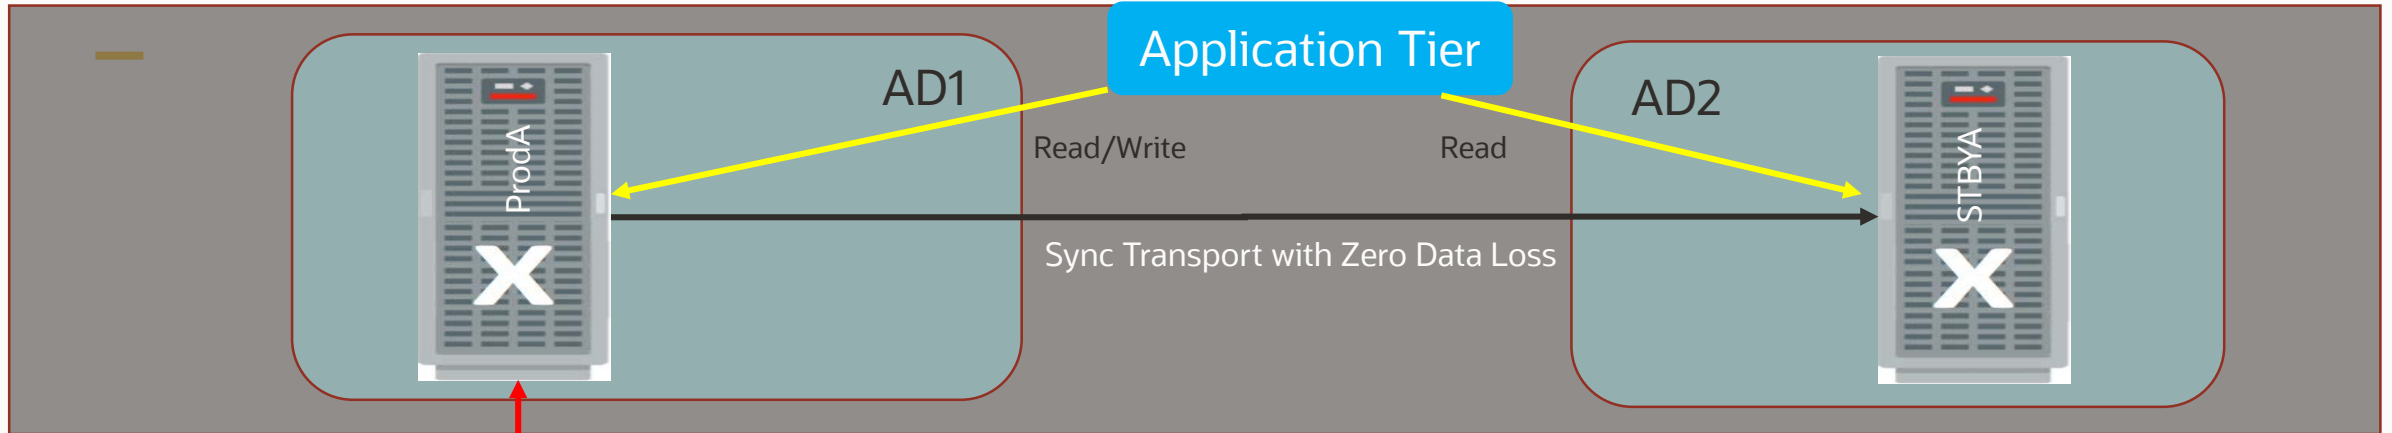 Application Tier
AD1
AD2
ProdA
STBYA
Read/Write
Read
Sync Transport with Zero Data Loss
X
X